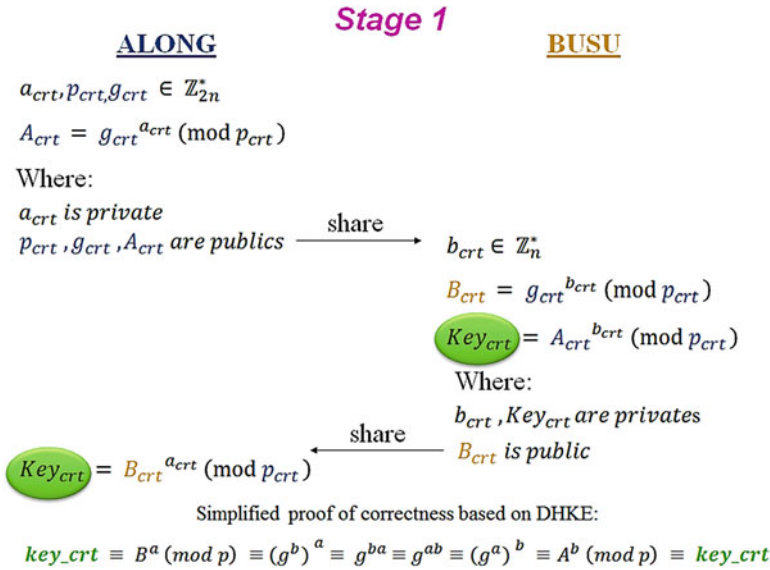 Stage 1
ALONG
BUSU
a_crt, p_crt, g_crt ∈ ℤ*_2n
A_crt = g_crt^a_crt (mod p_crt)
Where:
a_crt is private
p_crt , g_crt , A_crt are publics
share
b_crt ∈ ℤ*_n
B_crt = g_crt^b_crt (mod p_crt)
Key_crt = A_crt^b_crt (mod p_crt)
Where:
b_crt , Key_crt are privates
B_crt is public
share
Key_crt = B_crt^a_crt (mod p_crt)
Simplified proof of correctness based on DHKE:
key_crt ≡ B^a (mod p) ≡ (g^b)^a ≡ g^ba ≡ g^ab ≡ (g^a)^b ≡ A^b (mod p) ≡ key_crt